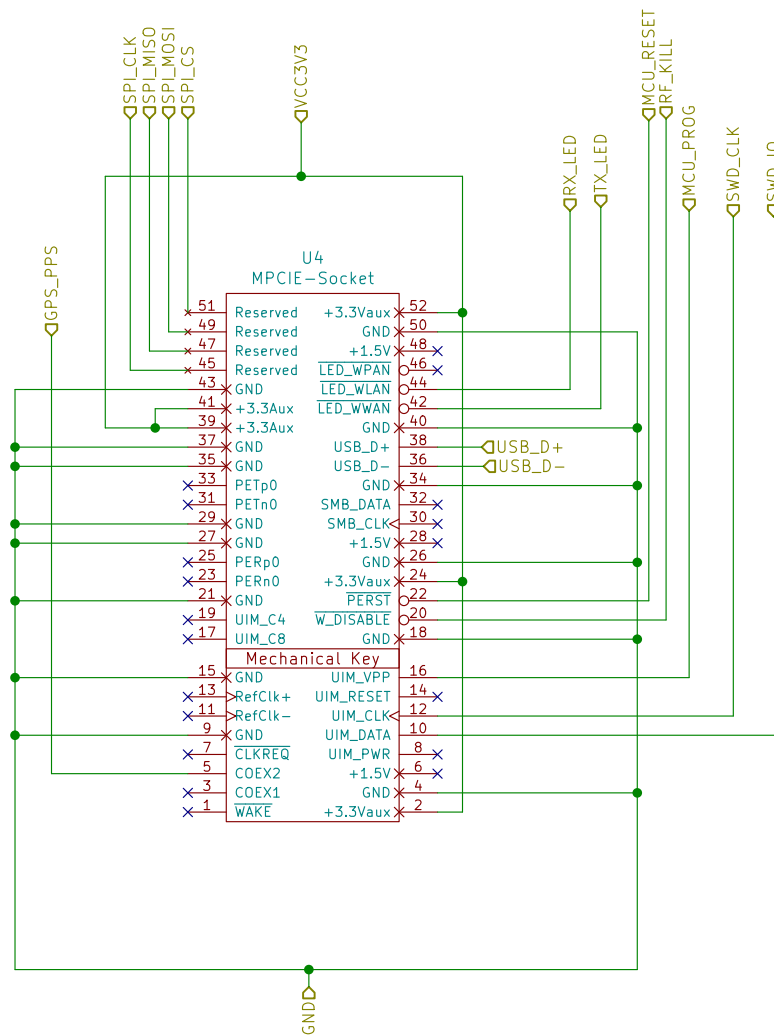 SPI_CLK
SPI_MISO
SPI_MOSI
SPI_CS
VCC3V3
MCU_RESET
RF_KILL
RX_LED
TX_LED
MCU_PROG
SWD_CLK
GPS_PPS
U4
MPCIE-Socket
51 Reserved +3.3Vaux 52
49 Reserved GND 50
47 Reserved +1.5V 48
45 Reserved LED_WPAN 46
43 GND LED_WLAN 44
41 +3.3Aux LED_WWAN 42
39 +3.3Aux GND 40
37 GND USB_D+ 38 USB_D+
35 GND USB_D- 36 USB_D-
33 PETp0 GND 34
31 PETn0 SMB_DATA 32
29 GND SMB_CLK 30
27 GND +1.5V 28
25 PERp0 GND 26
23 PERn0 +3.3Vaux 24
21 GND PERST 22
19 UIM_C4 W_DISABLE 20
17 UIM_C8 GND 18
Mechanical Key
15 GND UIM_VPP 16
13 RefClk+ UIM_RESET 14
11 RefClk- UIM_CLK 12
9 GND UIM_DATA 10
7 CLKREQ UIM_PWR 8
5 COEX2 +1.5V 6
3 COEX1 GND 4
1 WAKE +3.3Vaux 2
GND